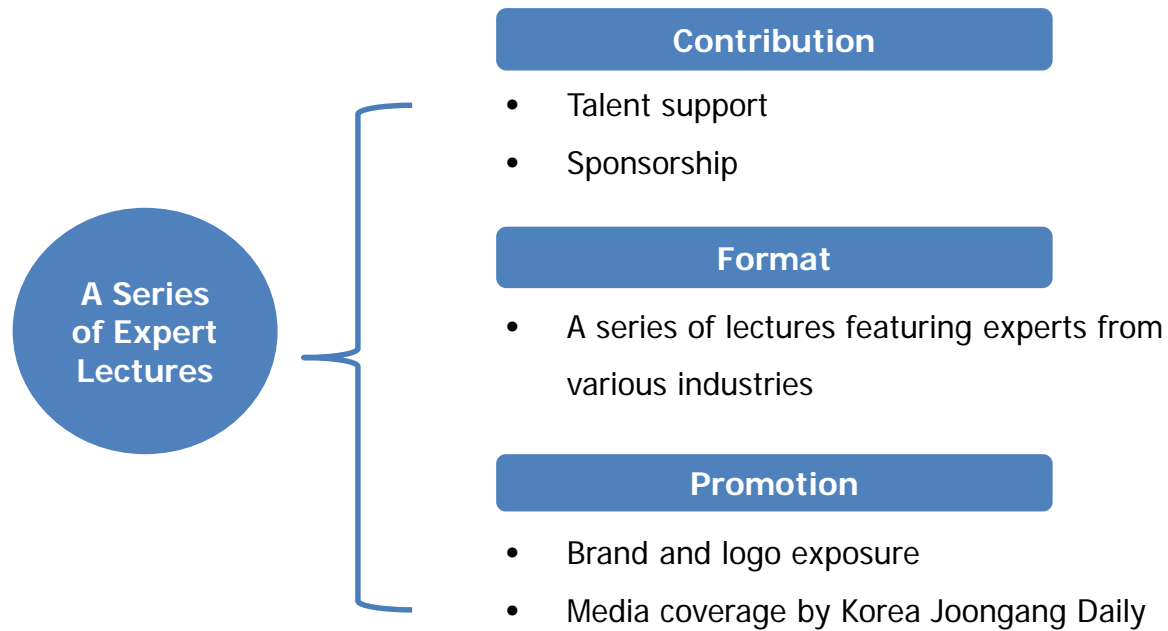 Contribution
• Talent support
• Sponsorship
A Series
of Expert
Lectures
Format
• A series of lectures featuring experts from
various industries
Promotion
• Brand and logo exposure
• Media coverage by Korea Joongang Daily